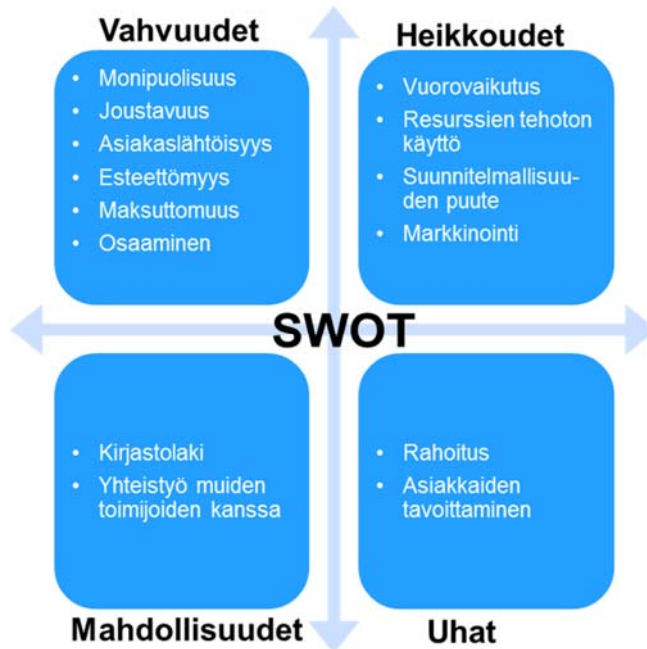 Vahvuudet
• Monipuolisuus
• Joustavuus
• Asiakaslähtöisyys
• Esteettömyys
• Maksuttomuus
• Osaaminen
Heikkoudet
• Vuorovaikutus
• Resurssien tehoton
käyttö
• Suunnitelmallisuu-
den puute
• Markkinointi
SWOT
• Kirjastolaki
• Yhteistyö muiden
toimijoiden kanssa
Mahdollisuudet
• Rahoitus
• Asiakkaiden
tavoittaminen
Uhat